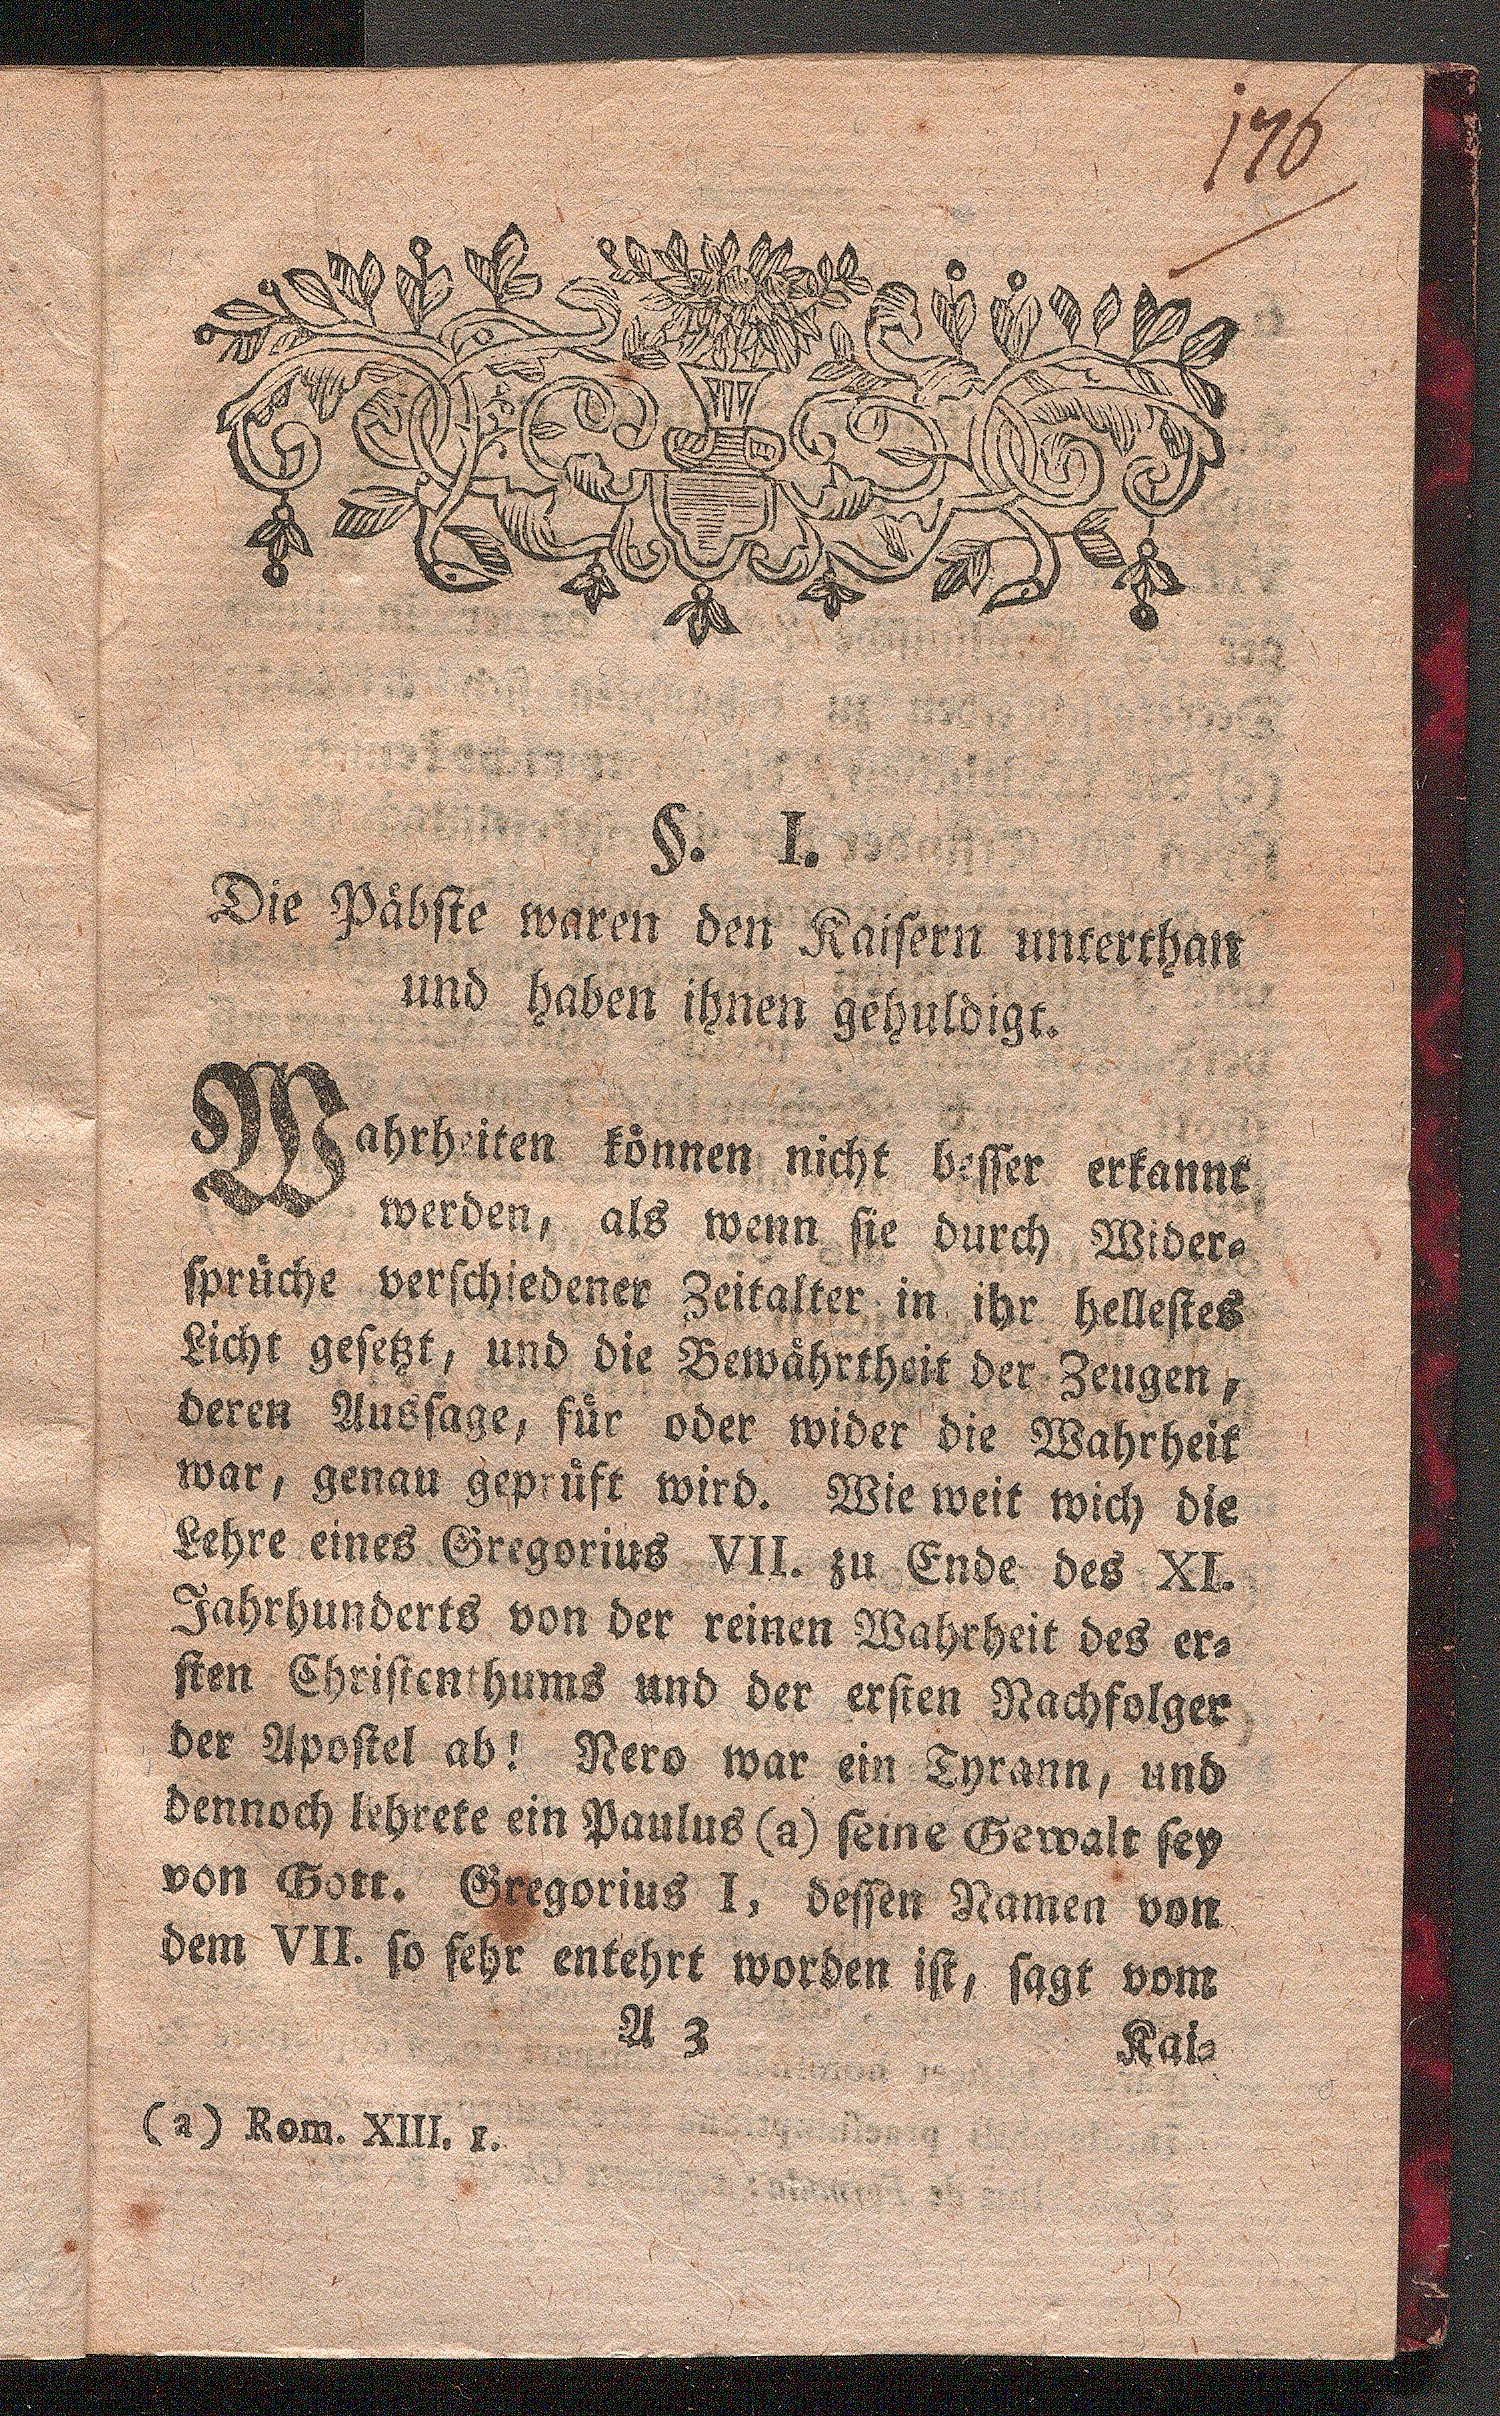 176
§. I.
Die Päbste waren den Kaisern unterthan
und haben ihnen gehuldigt.
Wahrheiten können nicht besser erkannt
werden, als wenn sie durch Wider-
sprüche verschiedener Zeitalter in ihr hellestes
Licht gesetzt, und die Bewährtheit der Zeugen,
deren Aussage, für oder wider die Wahrheit
war, genau geprüft wird. Wie weit wich die
Lehre eines Gregorius VII. zu Ende des XI.
Jahrhunderts von der reinen Wahrheit des er-
sten Christenthums und der ersten Nachfolger
der Apostel ab! Nero war ein Tyrann, und
dennoch lehrete ein Paulus (a) seine Gewalt sey
von Gott. Gregorius I, dessen Namen von
dem VII. so sehr entehrt worden ist, sagt vom
A 3 Kai-
(a) Rom. XIII. 1.